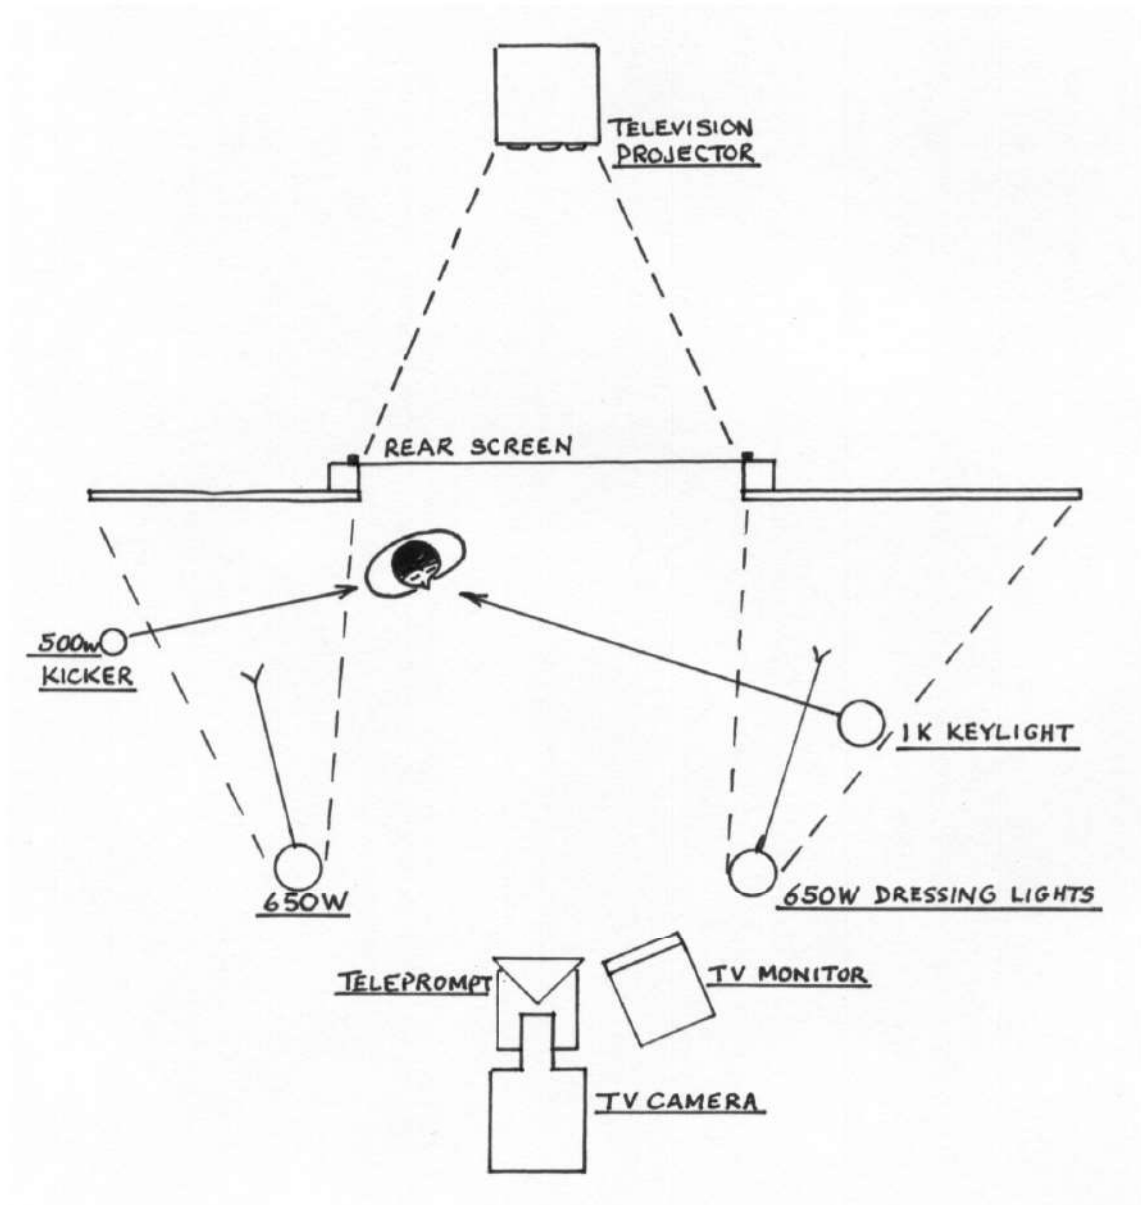 TELEVISION
PROJECTOR
REAR SCREEN
500W
KICKER
1K KEYLIGHT
650W
650W DRESSING LIGHTS
TELEPROMPT
TV MONITOR
TV CAMERA